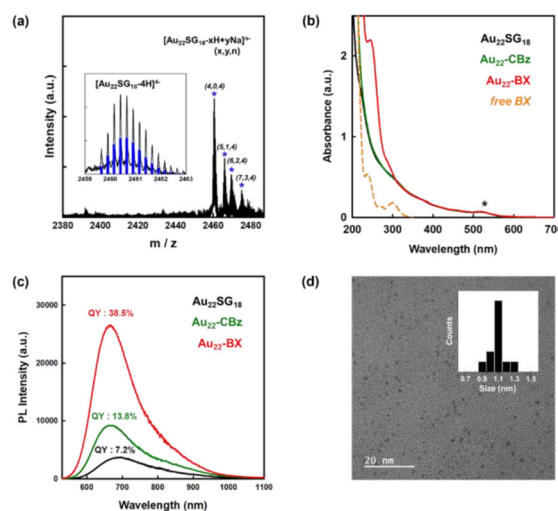 (a)
[Au22SG18-xH+yNa]n-
(x,y,n)
[Au22SG18-4H]4-
(4,0,4)
*
(5,1,4)
*
(6,2,4)
*
(7,3,4)
*
2459 2460 2461 2462 2463
Intensity (a.u.)
2380 2400 2420 2440 2460 2480
m / z
(b)
Au22SG18
Au22-CBz
Au22-BX
free BX
*
2
1
0
Absorbance (a.u.)
200 300 400 500 600 700
Wavelength (nm)
(c)
Au22SG18
Au22-CBz
Au22-BX
QY : 38.5%
QY : 13.8%
QY : 7.2%
30000
20000
10000
0
PL Intensity (a.u.)
600 700 800 900 1000 1100
Wavelength (nm)
(d)
Counts
0.7 0.9 1.1 1.3 1.5
Size (nm)
20 nm